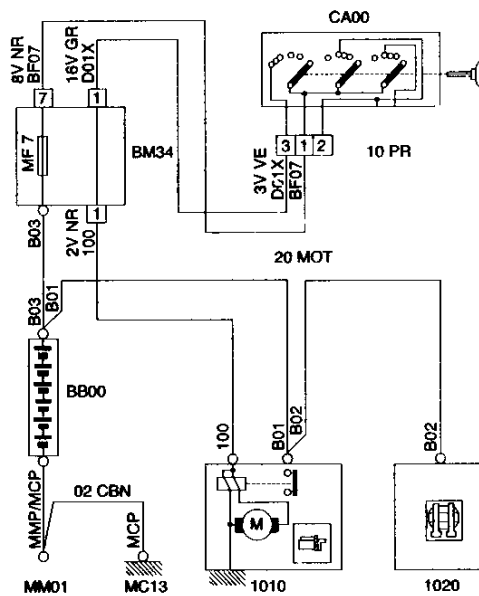 CA00
8V NR
BF07
16V GR
D01X
7
1
MF 7
BM34
3
1
2
10 PR
3V VE
D01X
BF07
1
B03
2V NR
100
20 MOT
B03
B01
BB00
100
B01
B02
B02
02 CBN
MMP/MCP
MCP
M
MM01
MC13
1010
1020